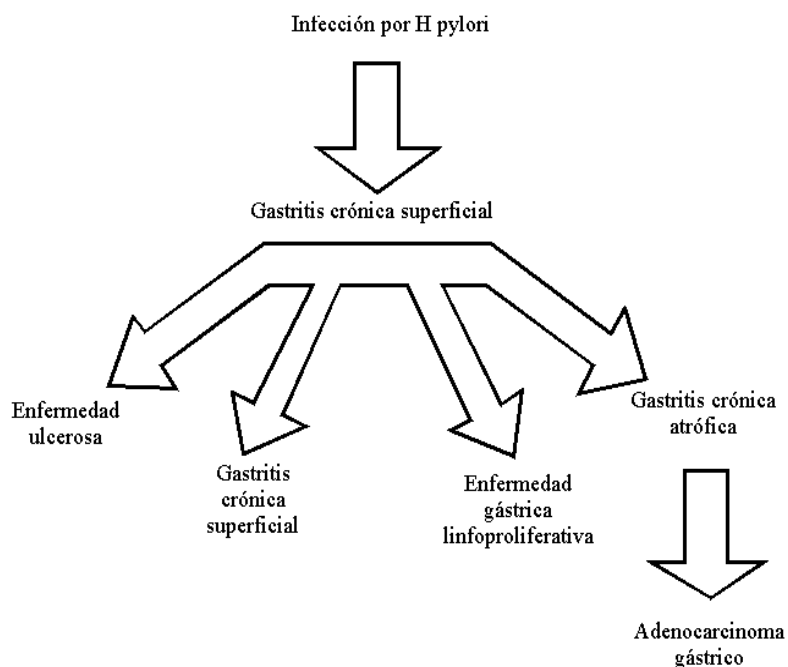 Infección por H pylori
Gastritis crónica superficial
Enfermedad
ulcerosa
Gastritis
crónica
superficial
Enfermedad
gástrica
linfoproliferativa
Gastritis crónica
atrófica
Adenocarcinoma
gástrico